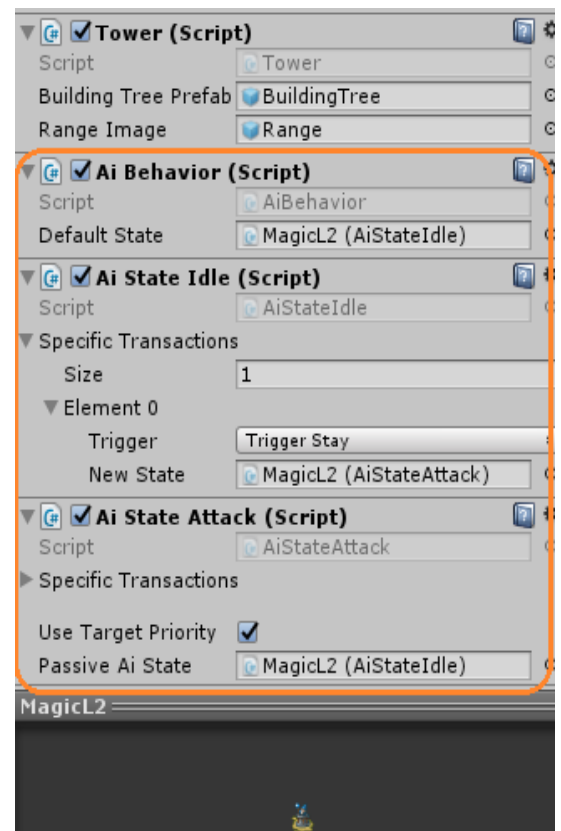 Tower (Script)
Script Tower
Building Tree Prefab BuildingTree
Range Image Range
Ai Behavior (Script)
Script AiBehavior
Default State MagicL2 (AiStateIdle)
Ai State Idle (Script)
Script AiStateIdle
Specific Transactions
Size 1
Element 0
Trigger Trigger Stay
New State MagicL2 (AiStateAttack)
Ai State Attack (Script)
Script AiStateAttack
Specific Transactions
Use Target Priority
Passive Ai State MagicL2 (AiStateIdle)
MagicL2